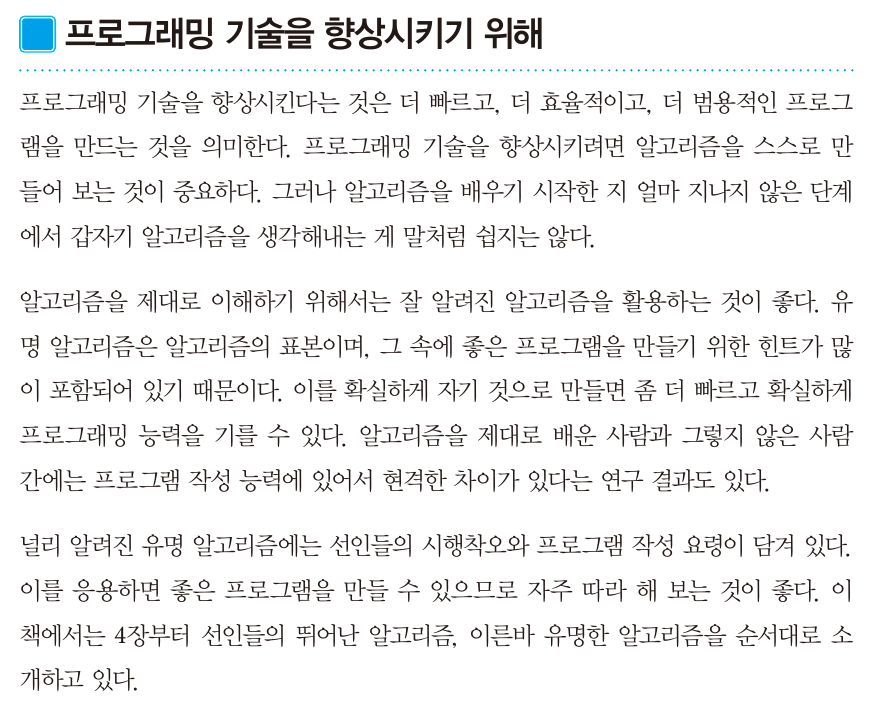 프로그래밍 기술을 향상시키기 위해
프로그래밍 기술을 향상시킨다는 것은 더 빠르고, 더 효율적이고, 더 범용적인 프로그
램을 만드는 것을 의미한다. 프로그래밍 기술을 향상시키려면 알고리즘을 스스로 만
들어 보는 것이 중요하다. 그러나 알고리즘을 배우기 시작한 지 얼마 지나지 않은 단계
에서 갑자기 알고리즘을 생각해내는 게 말처럼 쉽지는 않다.
알고리즘을 제대로 이해하기 위해서는 잘 알려진 알고리즘을 활용하는 것이 좋다. 유
명 알고리즘은 알고리즘의 표본이며, 그 속에 좋은 프로그램을 만들기 위한 힌트가 많
이 포함되어 있기 때문이다. 이를 확실하게 자기 것으로 만들면 좀 더 빠르고 확실하게
프로그래밍 능력을 기를 수 있다. 알고리즘을 제대로 배운 사람과 그렇지 않은 사람
간에는 프로그램 작성 능력에 있어서 현격한 차이가 있다는 연구 결과도 있다.
널리 알려진 유명 알고리즘에는 선인들의 시행착오와 프로그램 작성 요령이 담겨 있다.
이를 응용하면 좋은 프로그램을 만들 수 있으므로 자주 따라 해 보는 것이 좋다. 이
책에서는 4장부터 선인들의 뛰어난 알고리즘, 이른바 유명한 알고리즘을 순서대로 소
개하고 있다.